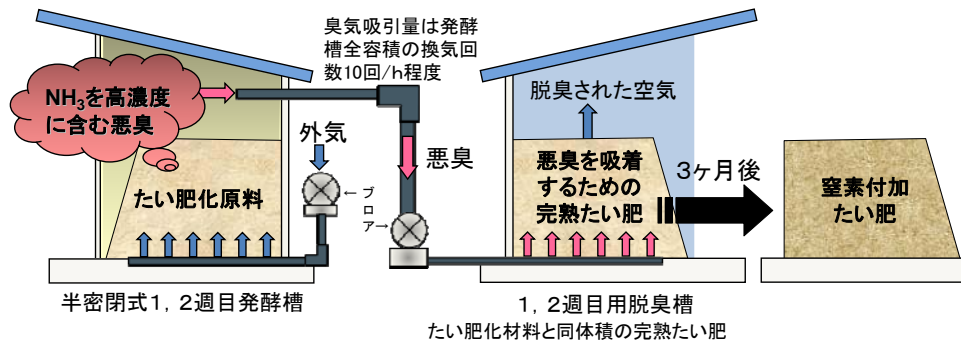 臭気吸引量は発酵
槽全容積の換気回
数10回/h程度
NH₃を高濃度
に含む悪臭
たい肥化原料
外気
←ブロア→
悪臭
脱臭された空気
悪臭を吸着
するための
完熟たい肥
3ヶ月後
窒素付加
たい肥
半密閉式1，2週目発酵槽
1，2週目用脱臭槽
たい肥化材料と同体積の完熟たい肥